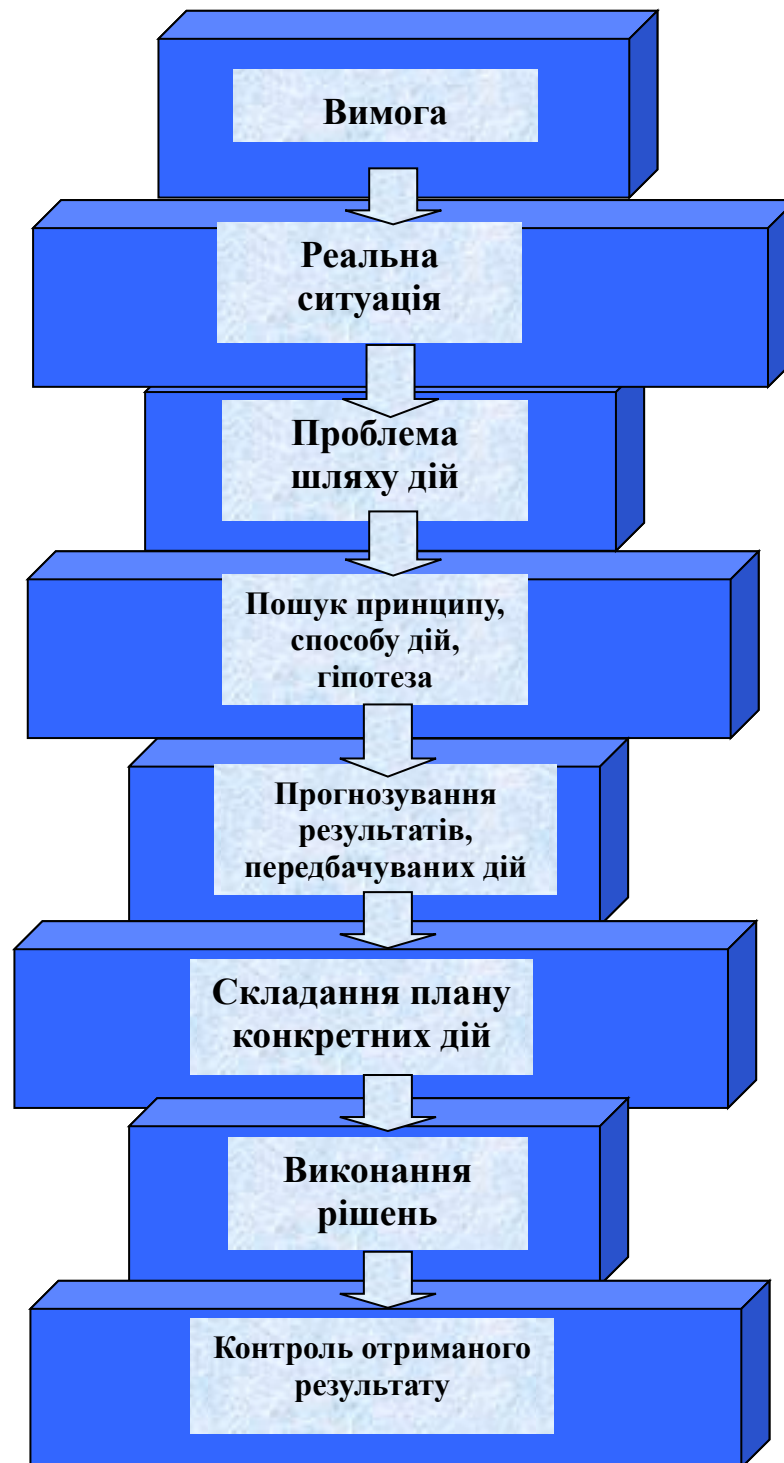 Вимога
Реальна
ситуація
Проблема
шляху дій
Пошук принципу,
способу дій,
гіпотеза
Прогнозування
результатів,
передбачуваних дій
Складання плану
конкретних дій
Виконання
рішень
Контроль отриманого
результату